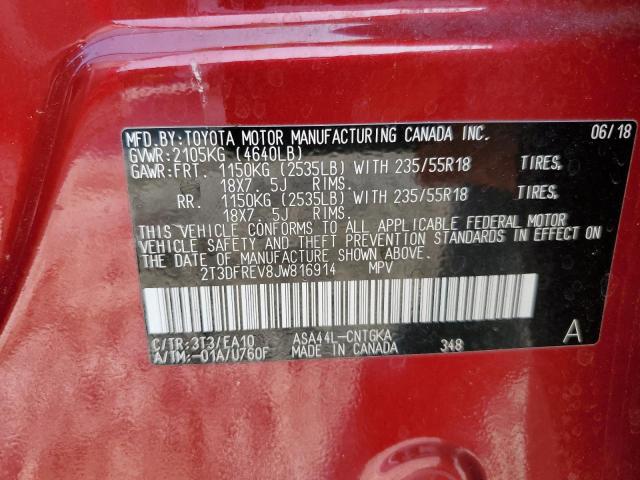 MFD.BY:TOYOTA MOTOR MANUFACTURING CANADA INC. 06/18
GVWR:2105KG (4640LB)
GAWR:FRT. 1150KG (2535LB) WITH 235/55R18 TIRES,
18X7. 5J RIMS.
RR. 1150KG (2535LB) WITH 235/55R18 TIRES,
18X7. 5J RIMS.
THIS VEHICLE CONFORMS TO ALL APPLICABLE FEDERAL MOTOR
VEHICLE SAFETY AND THEFT PREVENTION STANDARDS IN EFFECT ON
THE DATE OF MANUFACTURE SHOWN ABOVE.
2T3DFREV8JW816914 MPV
C/TR:3T3/EA10 ASA44L-CNTGKA 348 A
A/TM:-01A/U760F MADE IN CANADA